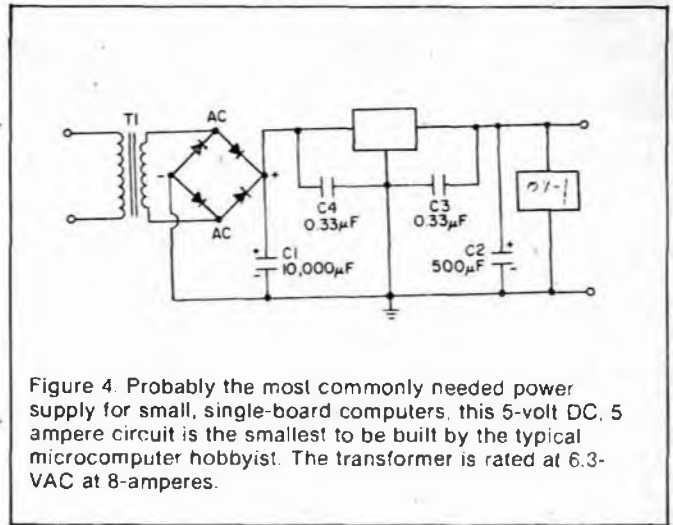 T1
AC
- +
AC
C4
0.33µF
C3
0.33µF
C1
10,000µF
+
-
C2
500µF
+
-
Figure 4. Probably the most commonly needed power
supply for small, single-board computers, this 5-volt DC, 5
ampere circuit is the smallest to be built by the typical
microcomputer hobbyist. The transformer is rated at 6.3-
VAC at 8-amperes.